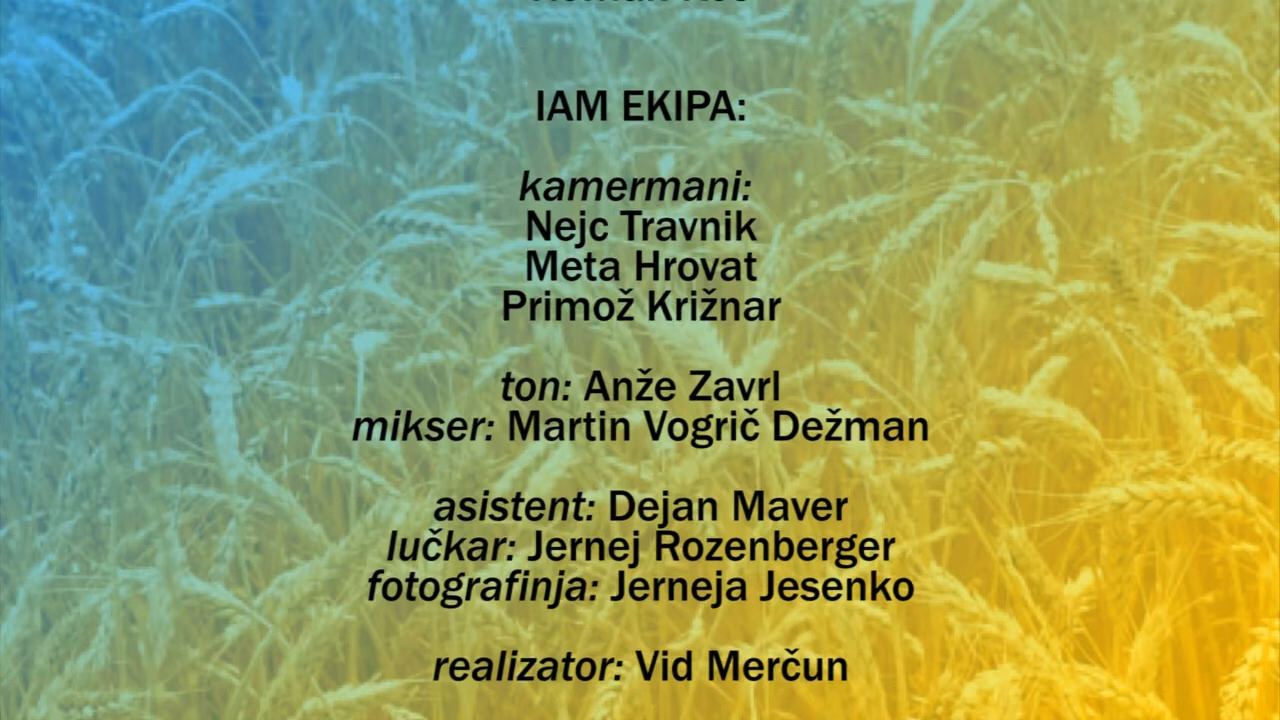 IAM EKIPA:
kamermani:
Nejc Travnik
Meta Hrovat
Primož Križnar
ton: Anže Zavrl
mikser: Martin Vogrič Dežman
asistent: Dejan Maver
lučkar: Jernej Rozenberger
fotografinja: Jerneja Jesenko
realizator: Vid Merčun